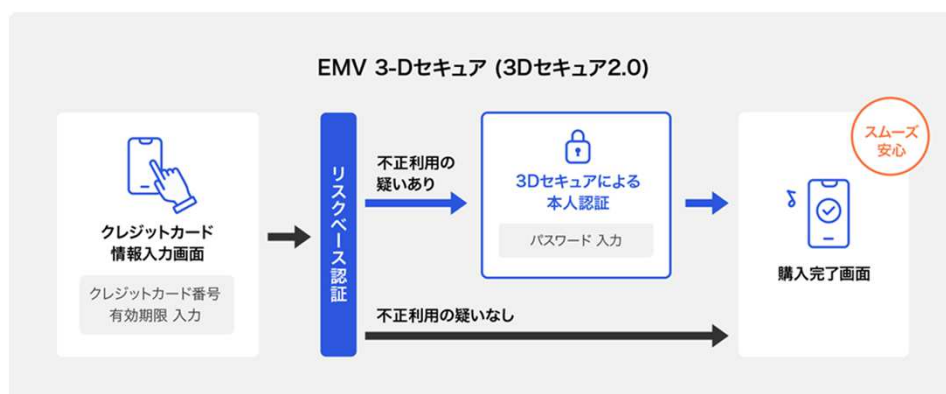 EMV 3-Dセキュア (3Dセキュア2.0)
クレジットカード
情報入力画面
クレジットカード番号
有効期限 入力
リスクベース認証
不正利用の
疑いあり
3Dセキュアによる
本人認証
パスワード 入力
不正利用の疑いなし
スムーズ
安心
購入完了画面